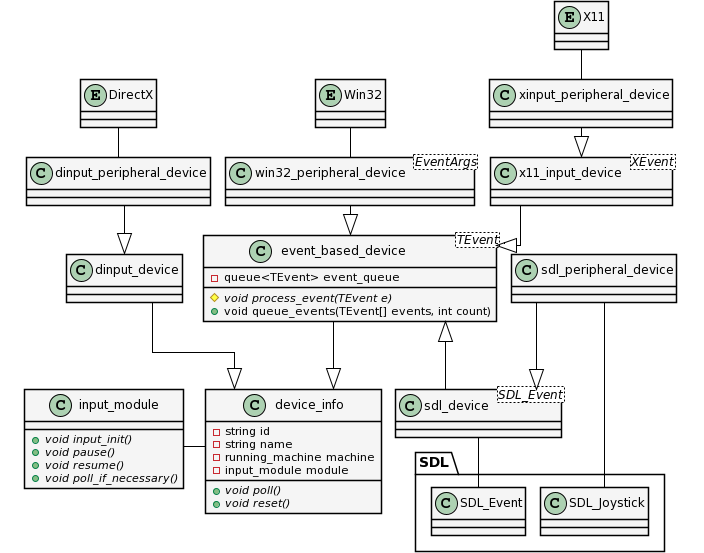 E X11
E DirectX
E Win32
C xinput_peripheral_device
C dinput_peripheral_device
C win32_peripheral_device
EventArgs
C x11_input_device
XEvent
C dinput_device
C event_based_device
TEvent
queue<TEvent> event_queue
void process_event(TEvent e)
void queue_events(TEvent[] events, int count)
C sdl_peripheral_device
C input_module
void input_init()
void pause()
void resume()
void poll_if_necessary()
C device_info
string id
string name
running_machine machine
input_module module
void poll()
void reset()
C sdl_device
SDL_Event
SDL
C SDL_Event
C SDL_Joystick